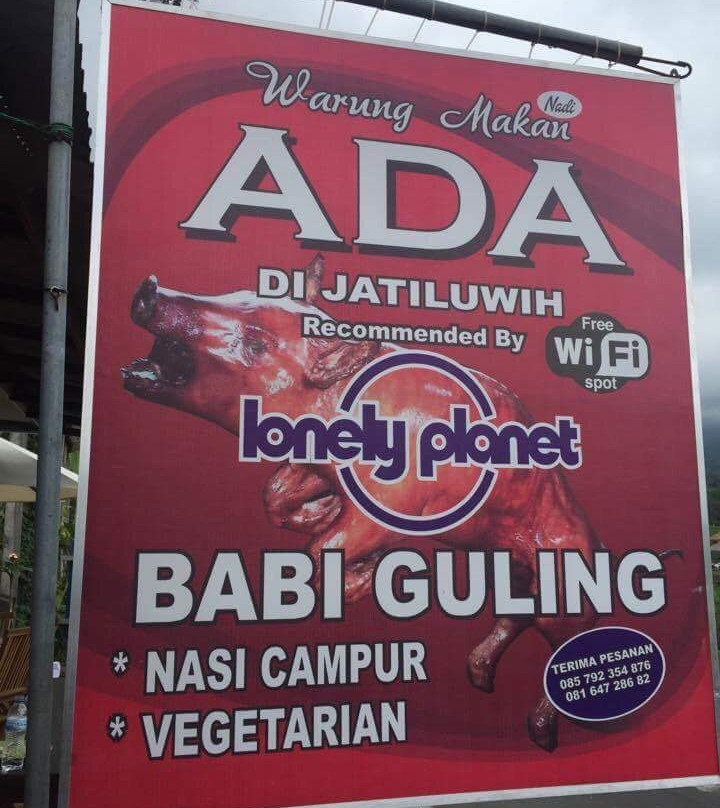 Warung Makan Nadi
ADA
DI JATILUWIH
Recommended By
Free
WiFi
spot
lonely planet
BABI GULING
* NASI CAMPUR
* VEGETARIAN
TERIMA PESANAN
085 792 354 876
081 647 286 82